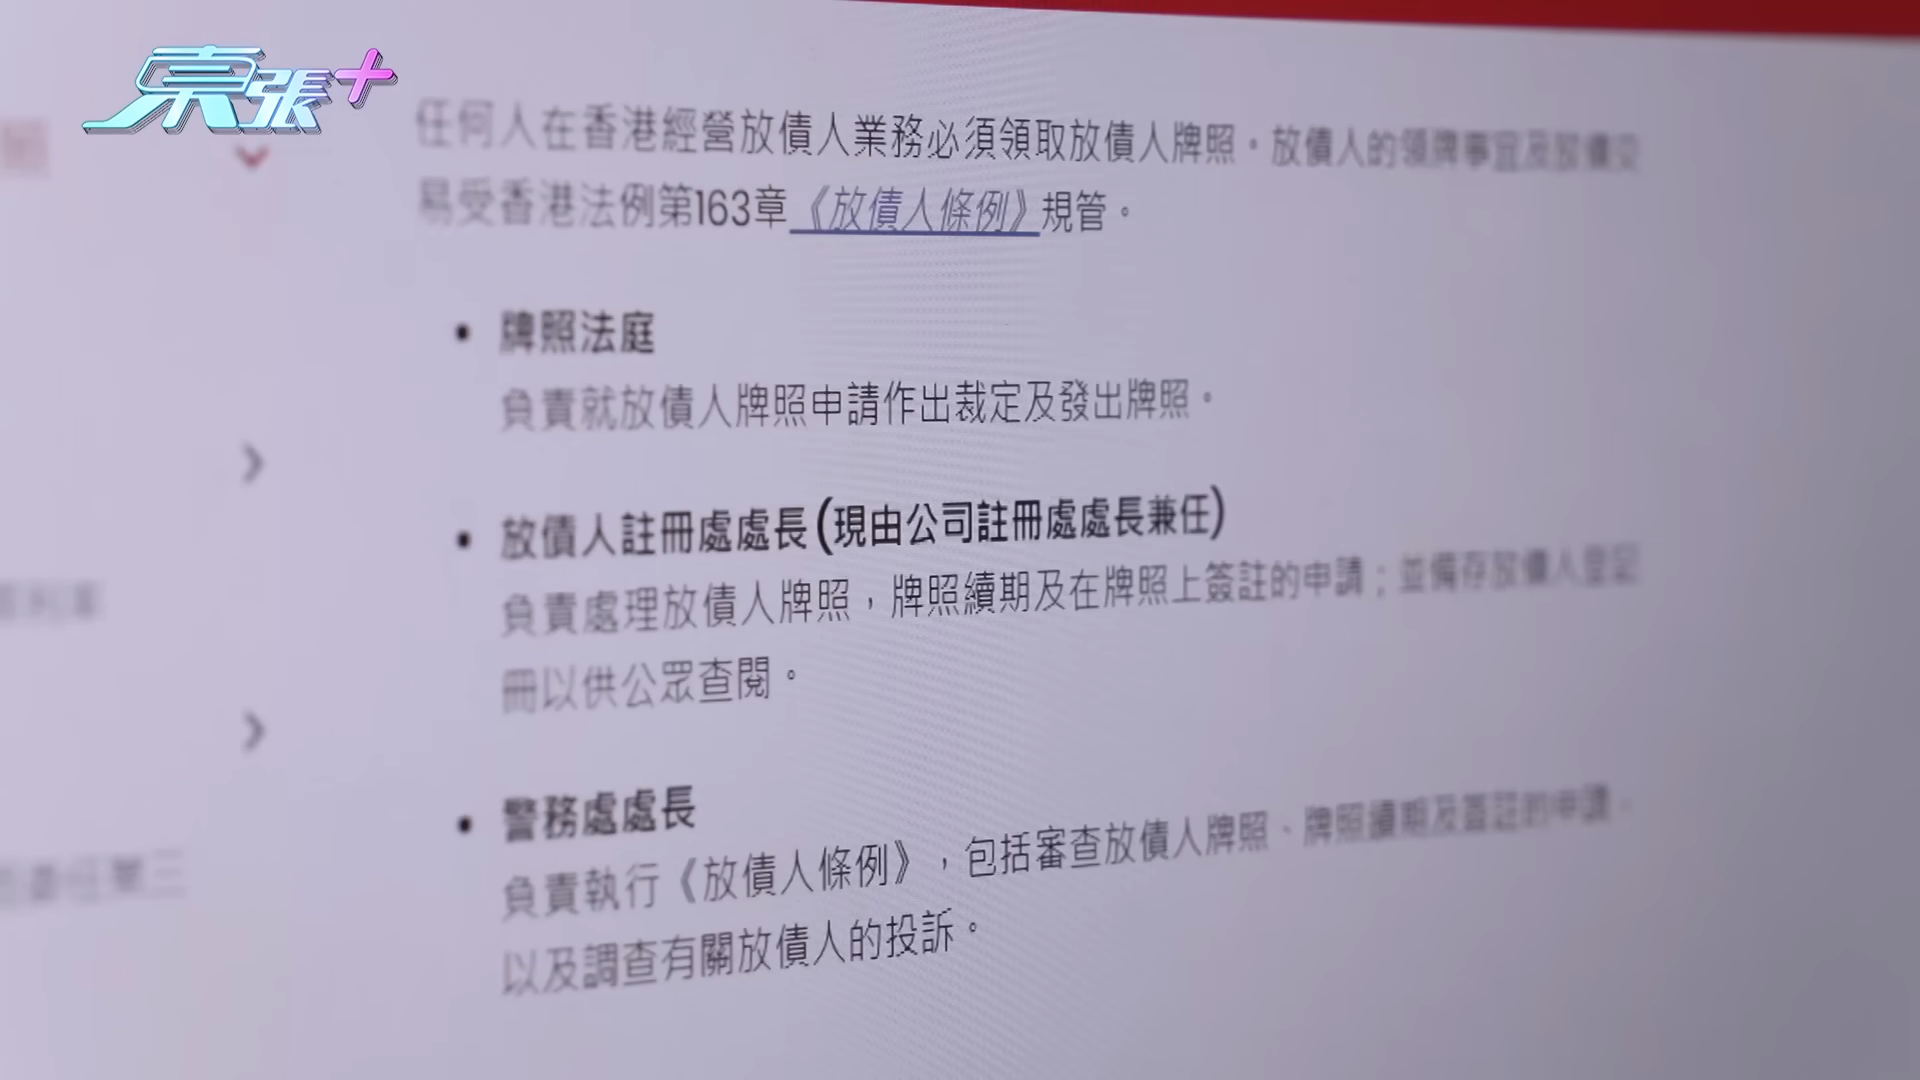 東張+
任何人在香港經營放債人業務必須領取放債人牌照。放債人的領牌事宜及放債交
易受香港法例第163章《放債人條例》規管。
• 牌照法庭
負責就放債人牌照申請作出裁定及發出牌照。
• 放債人註冊處處長(現由公司註冊處處長兼任)
負責處理放債人牌照，牌照續期及在牌照上簽註的申請；並備存放債人登記
冊以供公眾查閱。
• 警務處處長
負責執行《放債人條例》，包括審查放債人牌照、牌照續期及簽註的申請，
以及調查有關放債人的投訴。